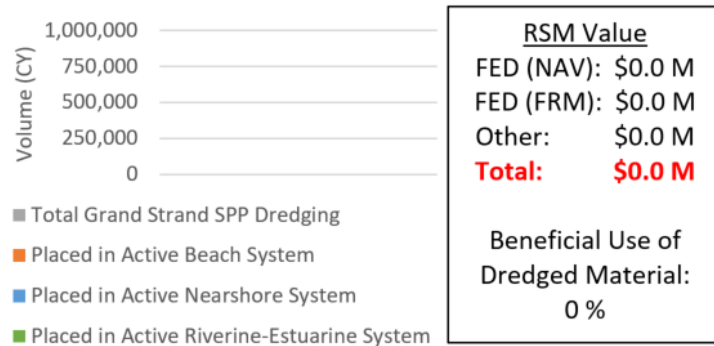 Volume (CY)
1,000,000
750,000
500,000
250,000
0
Total Grand Strand SPP Dredging
Placed in Active Beach System
Placed in Active Nearshore System
Placed in Active Riverine-Estuarine System
RSM Value
FED (NAV): $0.0 M
FED (FRM): $0.0 M
Other: $0.0 M
Total: $0.0 M
Beneficial Use of
Dredged Material:
0 %